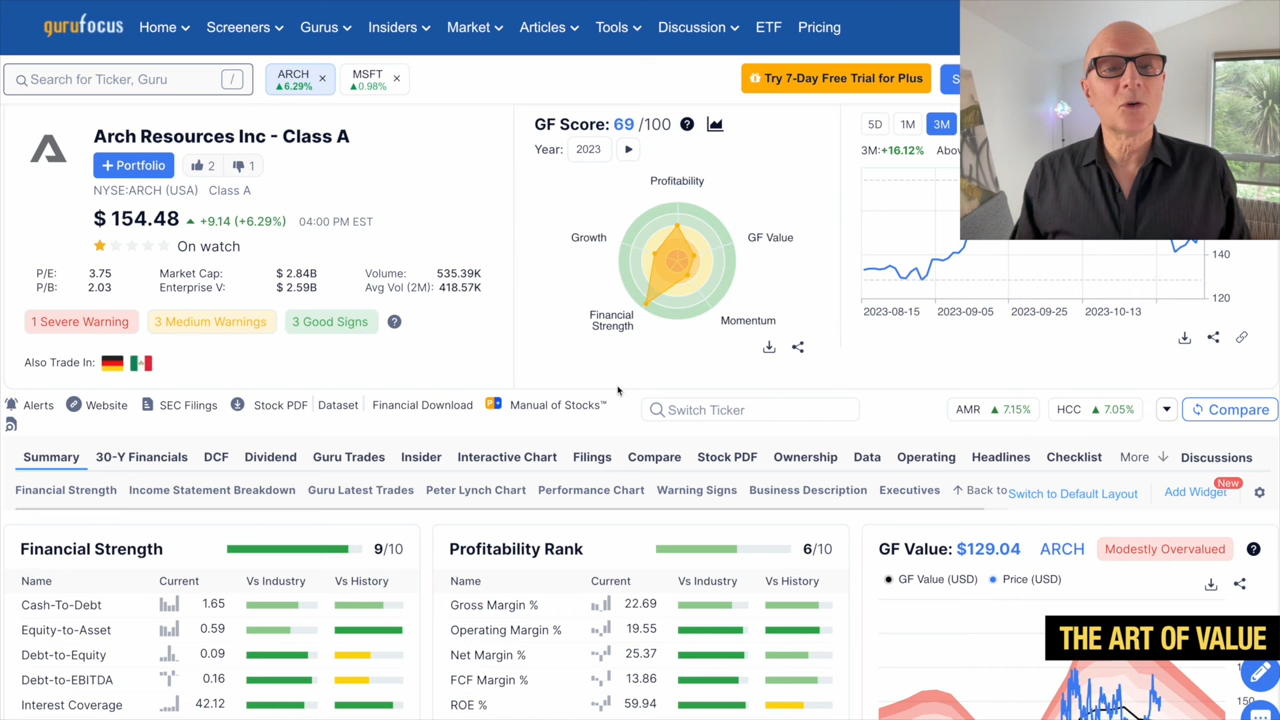 gurufocus Home Screeners Gurus Insiders Market Articles Tools Discussion ETF Pricing
Search for Ticker, Guru /
ARCH ×
▲6.29%
MSFT ×
▲0.98%
Try 7-Day Free Trial for Plus
Arch Resources Inc - Class A
+ Portfolio 2 1
NYSE:ARCH (USA) Class A
$ 154.48 +9.14 (+6.29%) 04:00 PM EST
On watch
P/E: 3.75 Market Cap: $ 2.84B Volume: 535.39K
P/B: 2.03 Enterprise V: $ 2.59B Avg Vol (2M): 418.57K
1 Severe Warning 3 Medium Warnings 3 Good Signs ?
Also Trade In:
GF Score: 69 /100 ?
Year: 2023
Profitability
Growth
GF Value
Financial
Strength
Momentum
5D 1M 3M
3M:+16.12%
140
120
2023-08-15 2023-09-05 2023-09-25 2023-10-13
Alerts Website SEC Filings Stock PDF Dataset Financial Download Manual of Stocks™
Switch Ticker
AMR ▲ 7.15% HCC ▲ 7.05% Compare
Summary 30-Y Financials DCF Dividend Guru Trades Insider Interactive Chart Filings Compare Stock PDF Ownership Data Operating Headlines Checklist More Discussions
Financial Strength Income Statement Breakdown Guru Latest Trades Peter Lynch Chart Performance Chart Warning Signs Business Description Executives ↑ Back to
Switch to Default Layout Add Widget New
Financial Strength 9/10
Name Current Vs Industry Vs History
Cash-To-Debt 1.65
Equity-to-Asset 0.59
Debt-to-Equity 0.09
Debt-to-EBITDA 0.16
Interest Coverage 42.12
Profitability Rank 6/10
Name Current Vs Industry Vs History
Gross Margin % 22.69
Operating Margin % 19.55
Net Margin % 25.37
FCF Margin % 13.86
ROE % 59.94
GF Value: $129.04 ARCH Modestly Overvalued ?
GF Value (USD) Price (USD)
THE ART OF VALUE
150